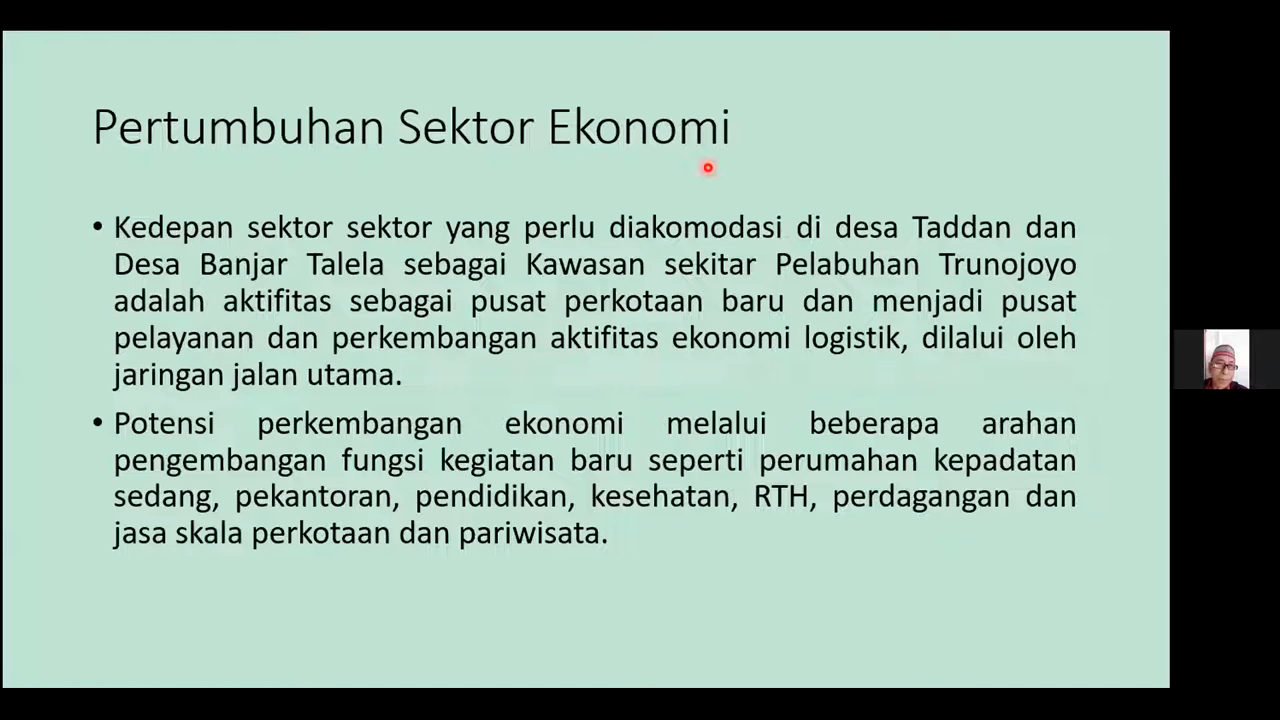 Pertumbuhan Sektor Ekonomi
• Kedepan sektor sektor yang perlu diakomodasi di desa Taddan dan
Desa Banjar Talela sebagai Kawasan sekitar Pelabuhan Trunojoyo
adalah aktifitas sebagai pusat perkotaan baru dan menjadi pusat
pelayanan dan perkembangan aktifitas ekonomi logistik, dilalui oleh
jaringan jalan utama.
• Potensi perkembangan ekonomi melalui beberapa arahan
pengembangan fungsi kegiatan baru seperti perumahan kepadatan
sedang, pekantoran, pendidikan, kesehatan, RTH, perdagangan dan
jasa skala perkotaan dan pariwisata.